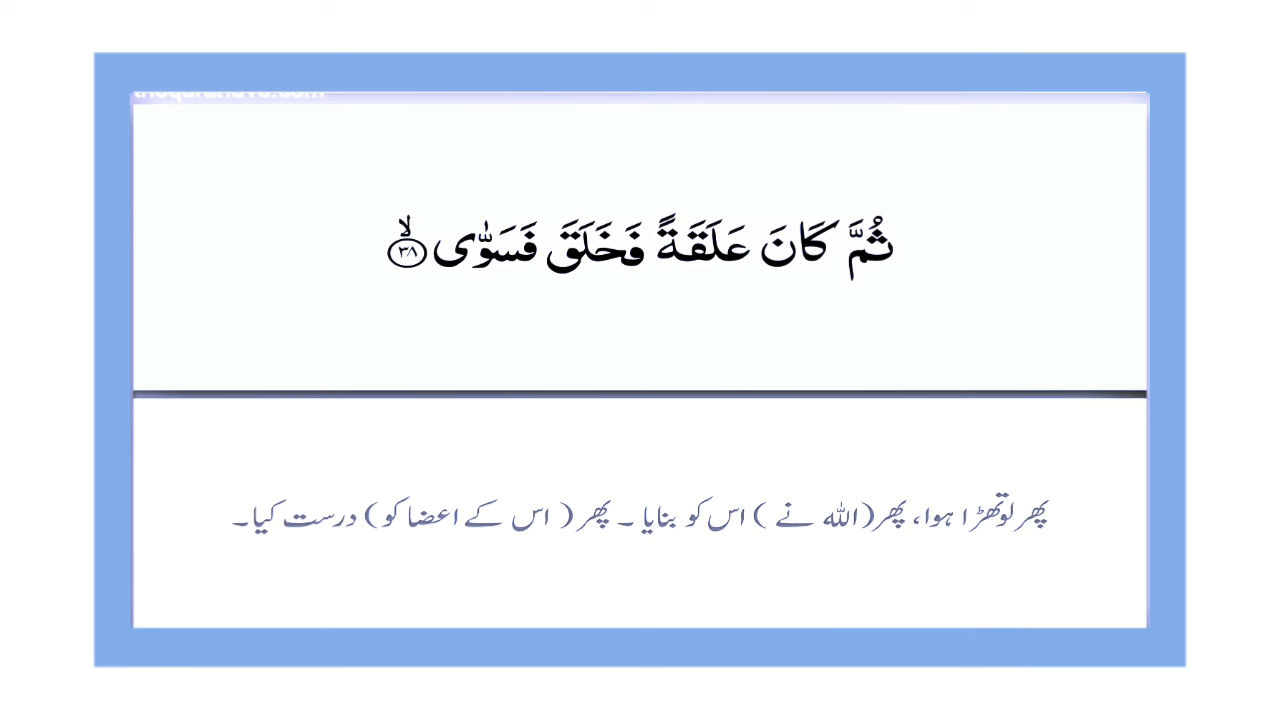 ثُمَّ كَانَ عَلَقَةً فَخَلَقَ فَسَوّٰى ۙ﴿۳۸﴾
پھر لوتھڑا ہوا، پھر(اللہ نے ) اس کو بنایا ۔ پھر ( اس کے اعضا کو) درست کیا۔